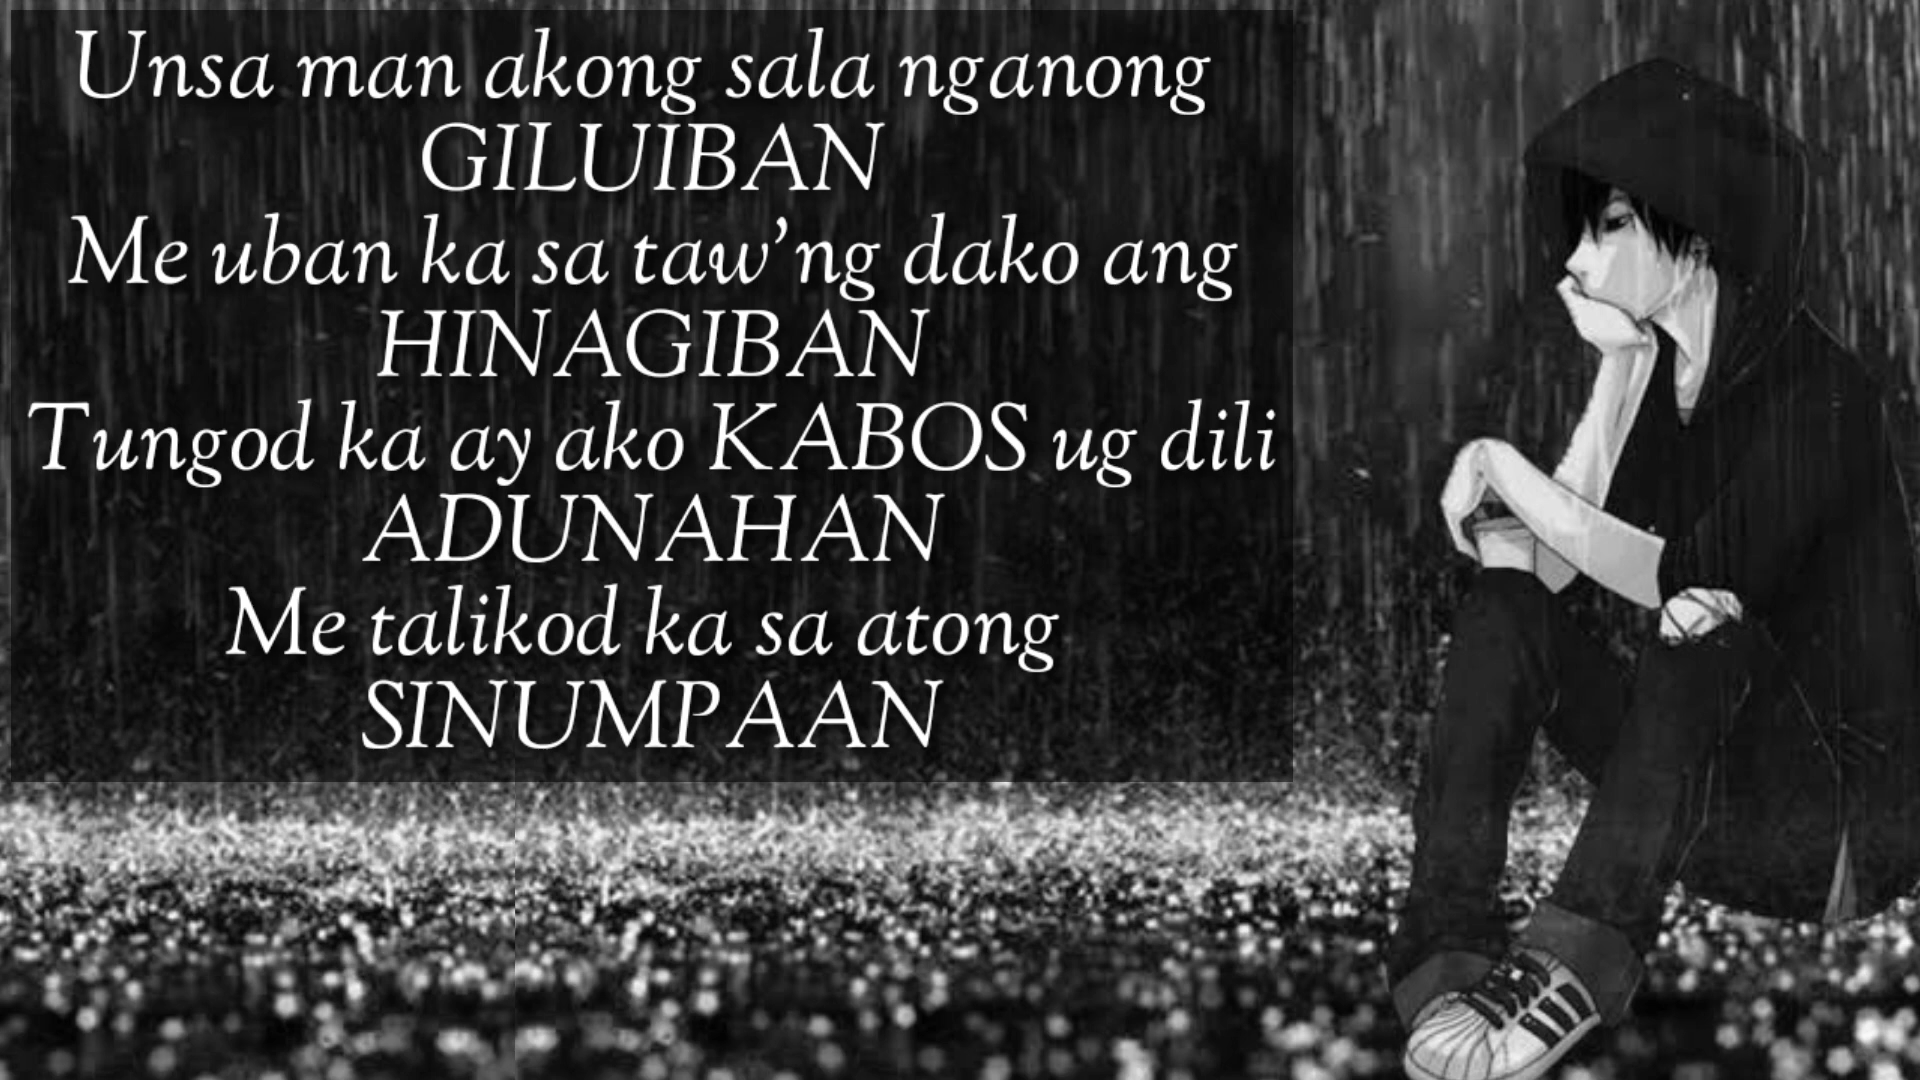 Unsa man akong sala nganong
GILUIBAN
Me uban ka sa taw'ng dako ang
HINAGIBAN
Tungod ka ay ako KABOS ug dili
ADUNAHAN
Me talikod ka sa atong
SINUMPAAN